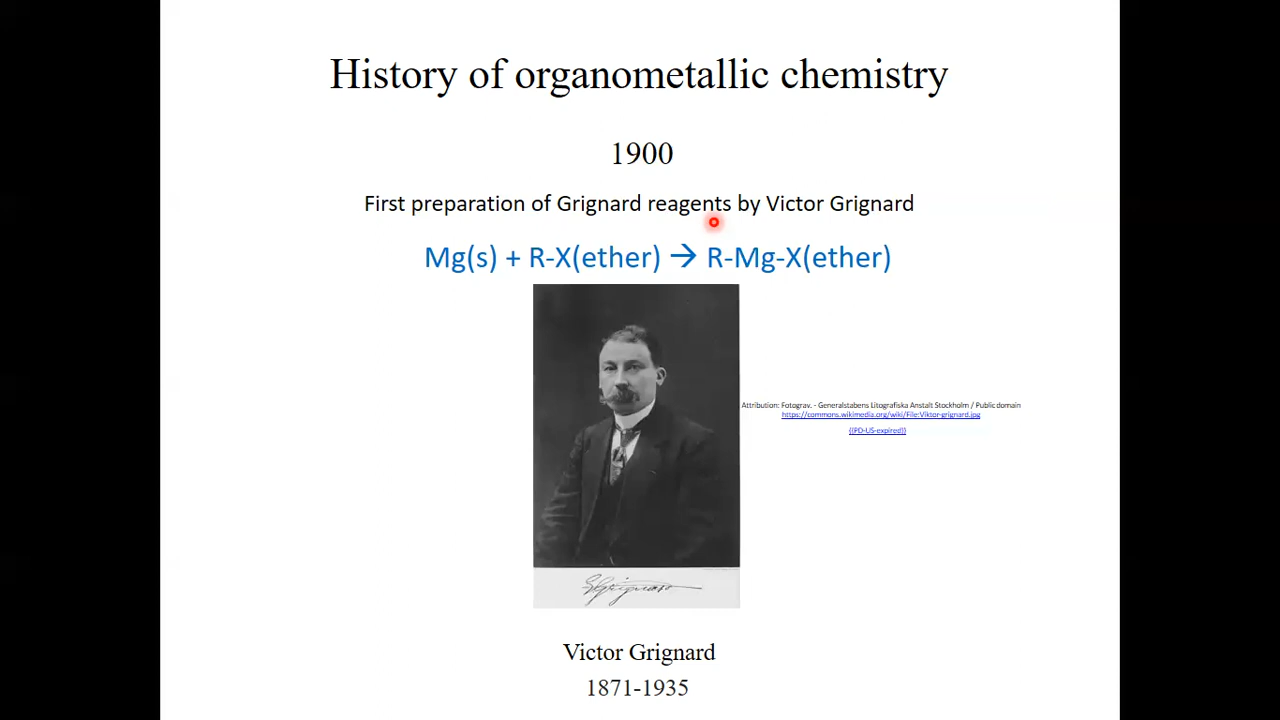 History of organometallic chemistry
1900
First preparation of Grignard reagents by Victor Grignard
Mg(s) + R-X(ether) → R-Mg-X(ether)
Attribution: Fotograv. - Generalstabens Litografiska Anstalt Stockholm / Public domain
https://commons.wikimedia.org/wiki/File:Viktor-grignard.jpg
{{PD-US-expired}}
VGrignard
Victor Grignard
1871-1935